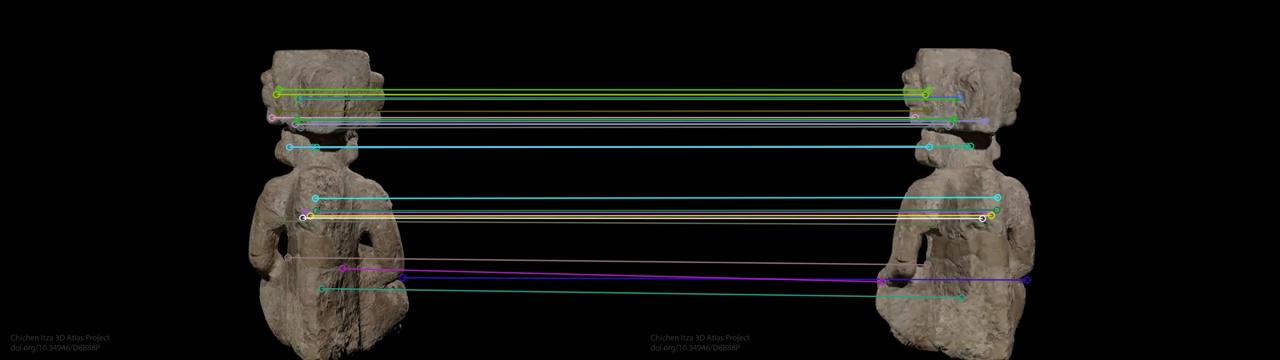 Chichen Itza 3D Atlas Project
doi.org/10.34946/D6B88P
Chichen Itza 3D Atlas Project
doi.org/10.34946/D6B88P